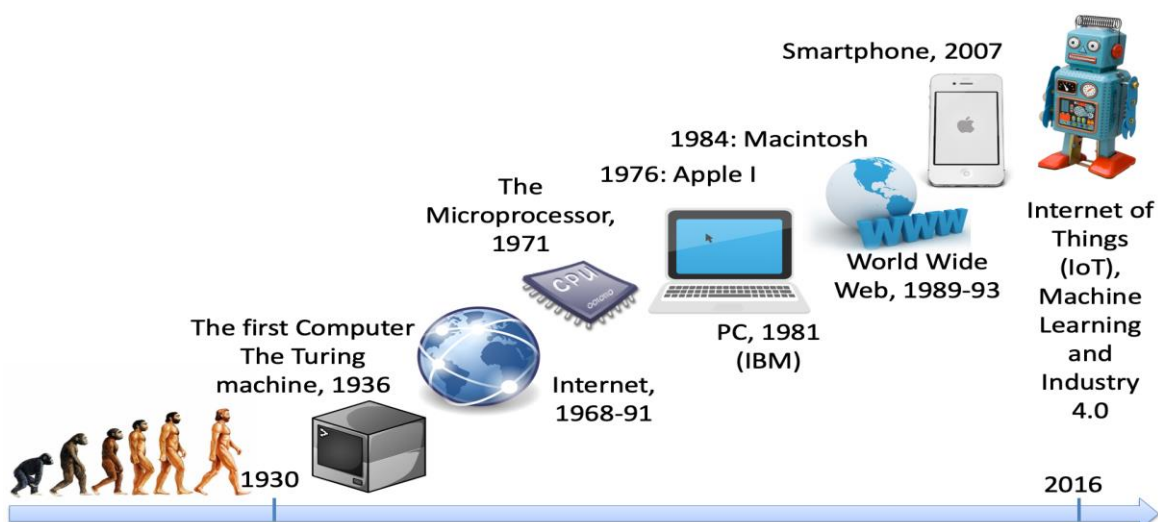 1930
The first Computer
The Turing
machine, 1936
>
Internet,
1968-91
The
Microprocessor,
1971
CPU
1976: Apple I
1984: Macintosh
PC, 1981
(IBM)
WWW
World Wide
Web, 1989-93
Smartphone, 2007
Internet of
Things
(IoT),
Machine
Learning
and
Industry
4.0
2016